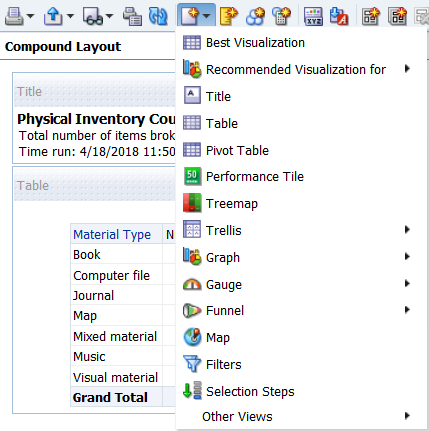 XYZ
Compound Layout
Title
Physical Inventory Cou
Total number of items brok
Time run: 4/18/2018 11:50
Table
Material Type N
Book
Computer file
Journal
Map
Mixed material
Music
Visual material
Grand Total
Best Visualization
Recommended Visualization for
A
Title
Table
Pivot Table
50
Performance Tile
Treemap
Trellis
Graph
Gauge
Funnel
Map
Filters
Selection Steps
Other Views